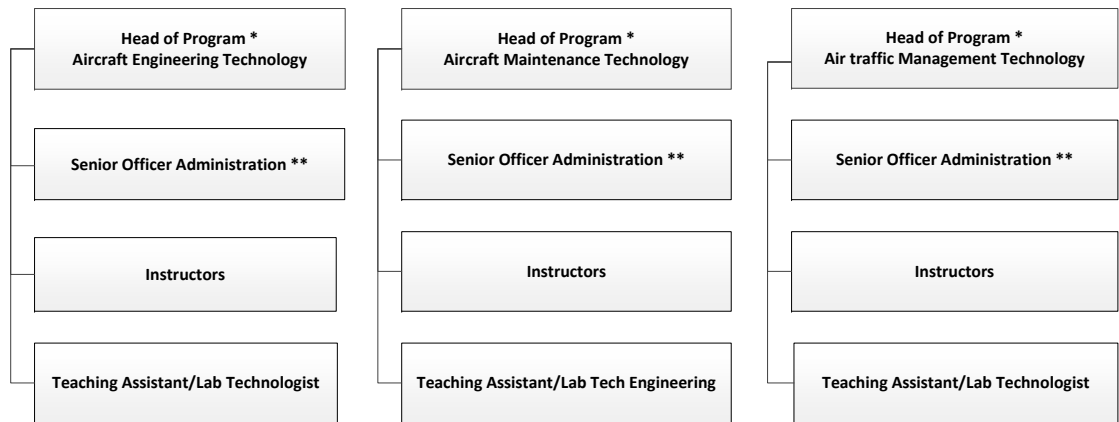 Head of Program *
Aircraft Engineering Technology
Senior Officer Administration **
Instructors
Teaching Assistant/Lab Technologist
Head of Program *
Aircraft Maintenance Technology
Senior Officer Administration **
Instructors
Teaching Assistant/Lab Tech Engineering
Head of Program *
Air traffic Management Technology
Senior Officer Administration **
Instructors
Teaching Assistant/Lab Technologist